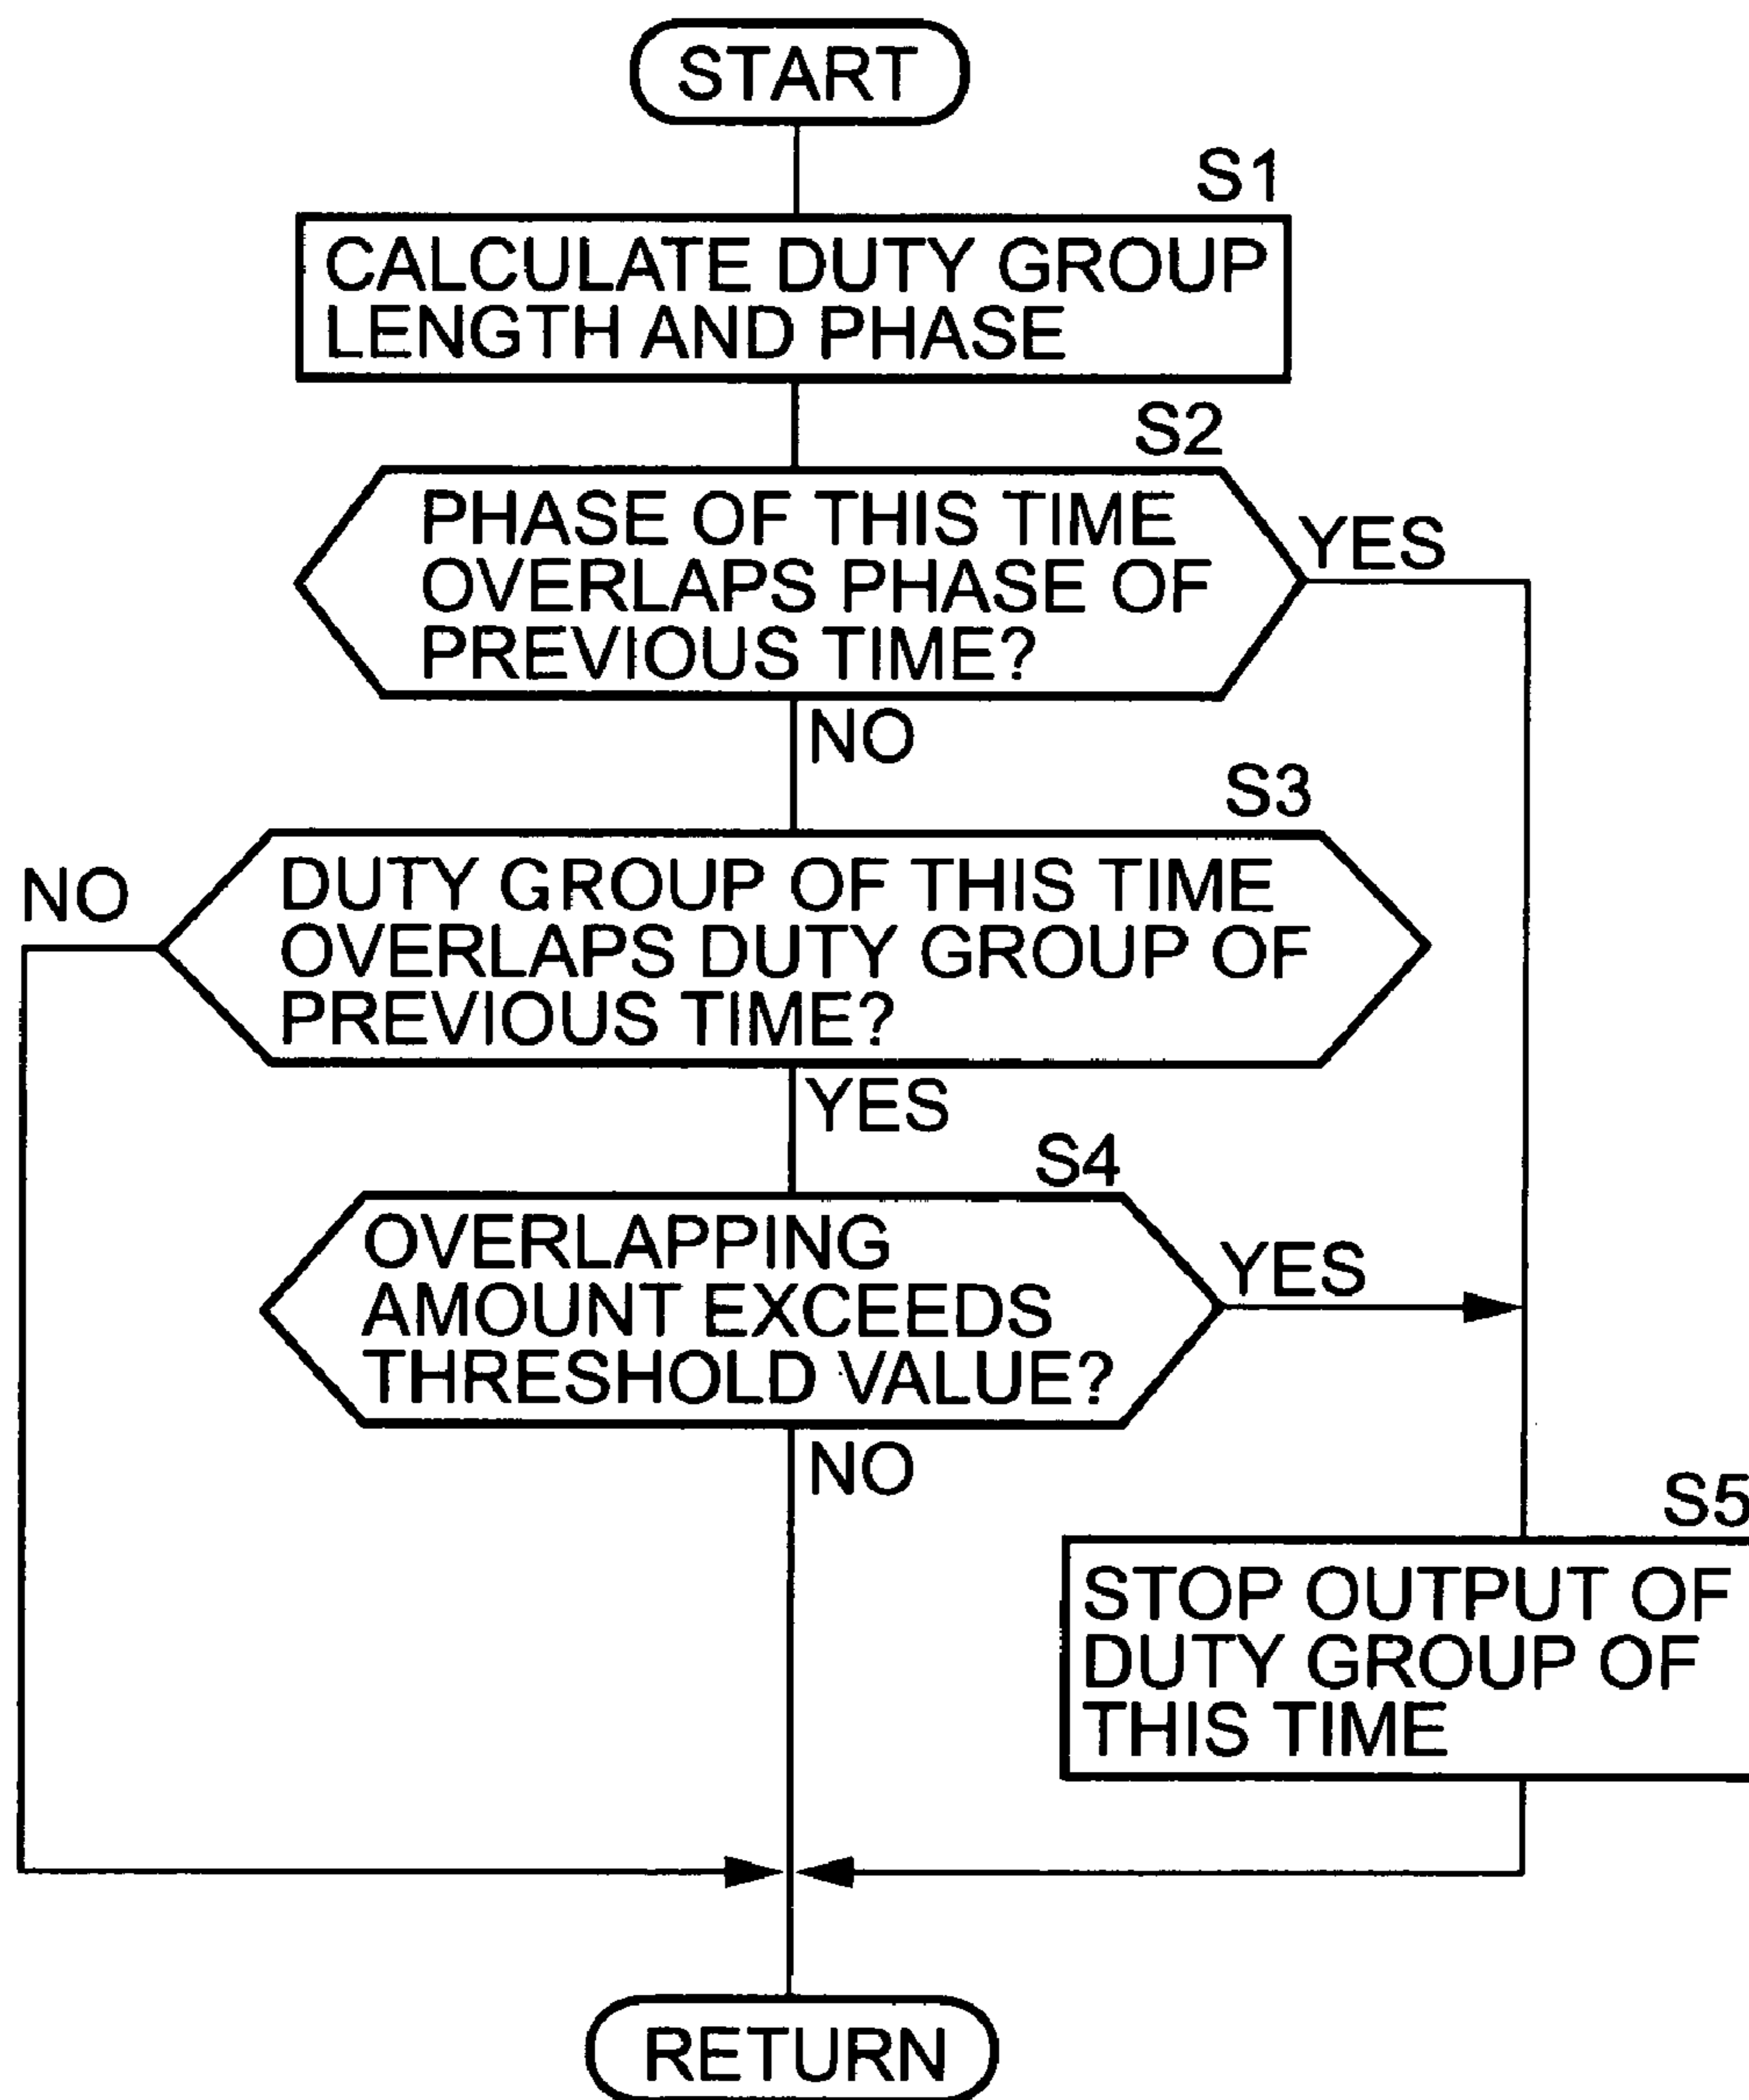 START
S1
CALCULATE DUTY GROUP
LENGTH AND PHASE
S2
PHASE OF THIS TIME
OVERLAPS PHASE OF
PREVIOUS TIME?
YES
NO
S3
NO
DUTY GROUP OF THIS TIME
OVERLAPS DUTY GROUP OF
PREVIOUS TIME?
YES
S4
OVERLAPPING
AMOUNT EXCEEDS
THRESHOLD VALUE?
YES
NO
S5
STOP OUTPUT OF
DUTY GROUP OF
THIS TIME
RETURN